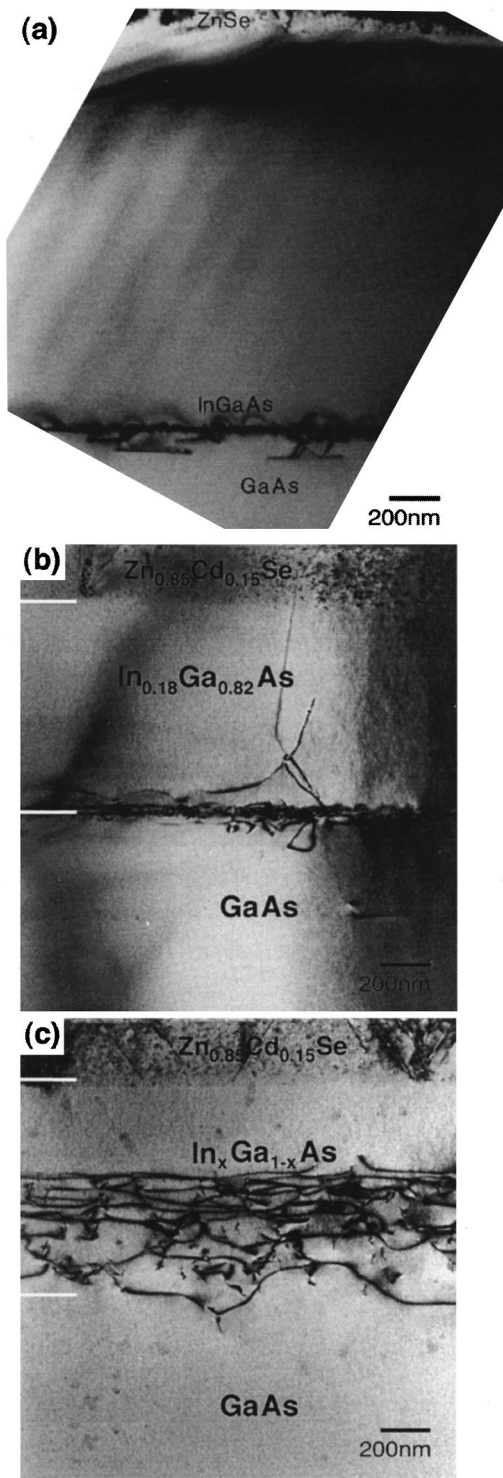 (a)
ZnSe
InGaAs
GaAs
200nm
(b)
Zn₀.₈₅Cd₀.₁₅Se
In₀.₁₈Ga₀.₈₂As
GaAs
200nm
(c)
Zn₀.₈₅Cd₀.₁₅Se
InₓGa₁₋ₓAs
GaAs
200nm